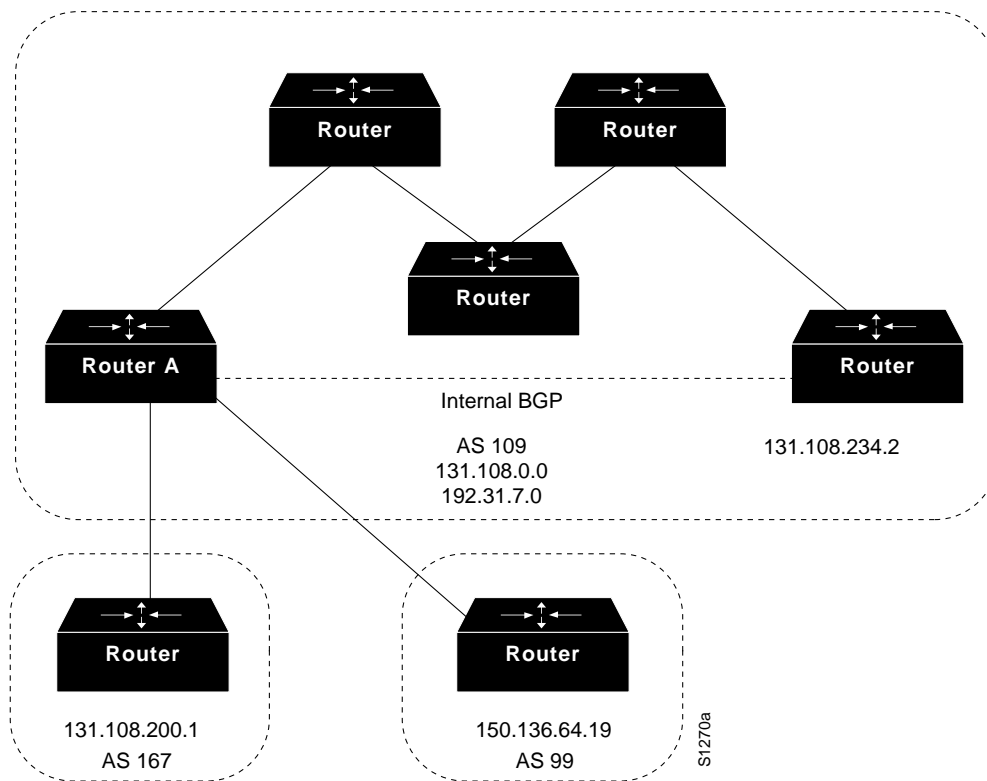 Router
Router
Router
Router A
Router
Internal BGP
AS 109
131.108.0.0
192.31.7.0
131.108.234.2
Router
Router
131.108.200.1
AS 167
150.136.64.19
AS 99
S1270a